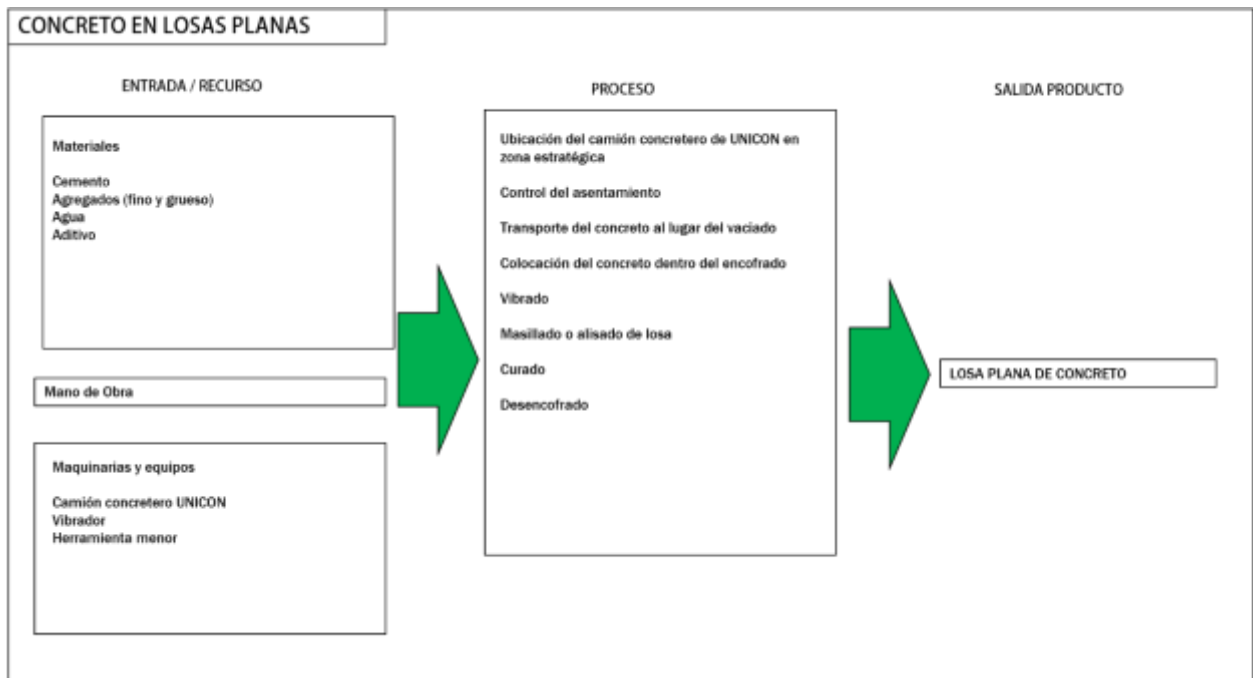 CONCRETO EN LOSAS PLANAS
ENTRADA / RECURSO
Materiales
Cemento
Agregados (fino y grueso)
Agua
Aditivo
Mano de Obra
Maquinarias y equipos
Camión concretero UNICON
Vibrador
Herramienta menor
PROCESO
Ubicación del camión concretero de UNICON en
zona estratégica
Control del asentamiento
Transporte del concreto al lugar del vaciado
Colocación del concreto dentro del encofrado
Vibrado
Masillado o alisado de losa
Curado
Desencofrado
SALIDA PRODUCTO
LOSA PLANA DE CONCRETO